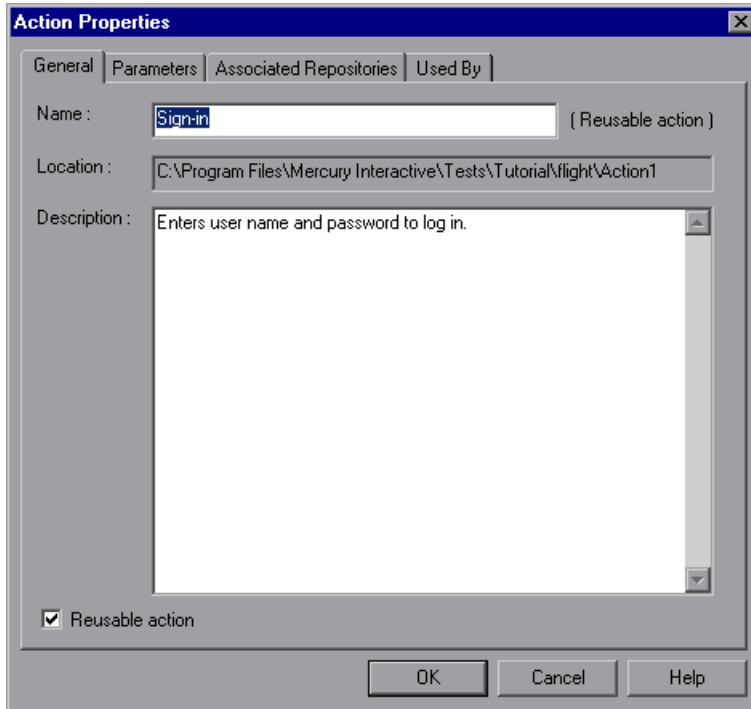 Action Properties
General Parameters Associated Repositories Used By
Name : Sign-in ( Reusable action )
Location : C:\Program Files\Mercury Interactive\Tests\Tutorial\flight\Action1
Description : Enters user name and password to log in.
Reusable action
OK Cancel Help